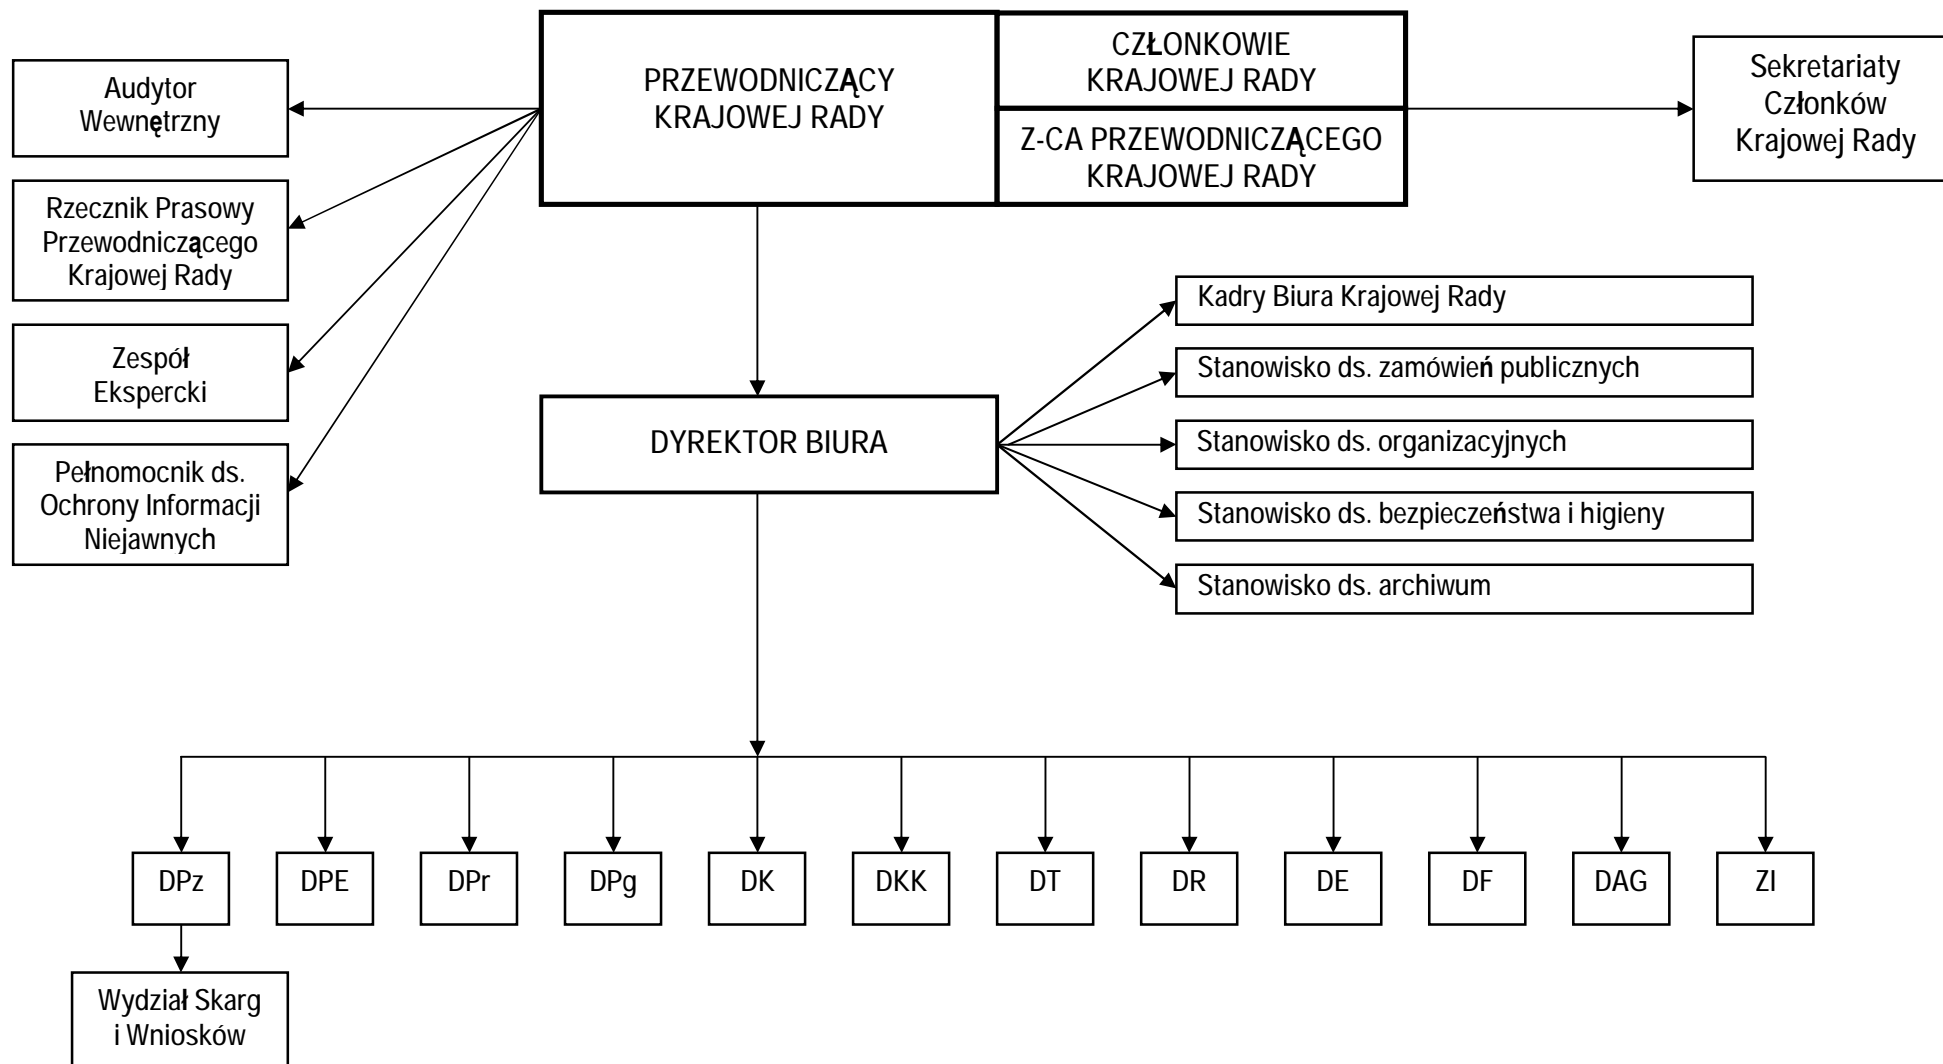 PRZEWODNICZĄCY
KRAJOWEJ RADY
CZŁONKOWIE
KRAJOWEJ RADY
Z-CA PRZEWODNICZĄCEGO
KRAJOWEJ RADY
Sekretariaty
Członków
Krajowej Rady
Audytor
Wewnętrzny
Rzecznik Prasowy
Przewodniczącego
Krajowej Rady
Zespół
Ekspercki
Pełnomocnik ds.
Ochrony Informacji
Niejawnych
DYREKTOR BIURA
Kadry Biura Krajowej Rady
Stanowisko ds. zamówień publicznych
Stanowisko ds. organizacyjnych
Stanowisko ds. bezpieczeństwa i higieny
Stanowisko ds. archiwum
DPz
DPE
DPr
DPg
DK
DKK
DT
DR
DE
DF
DAG
ZI
Wydział Skarg
i Wniosków